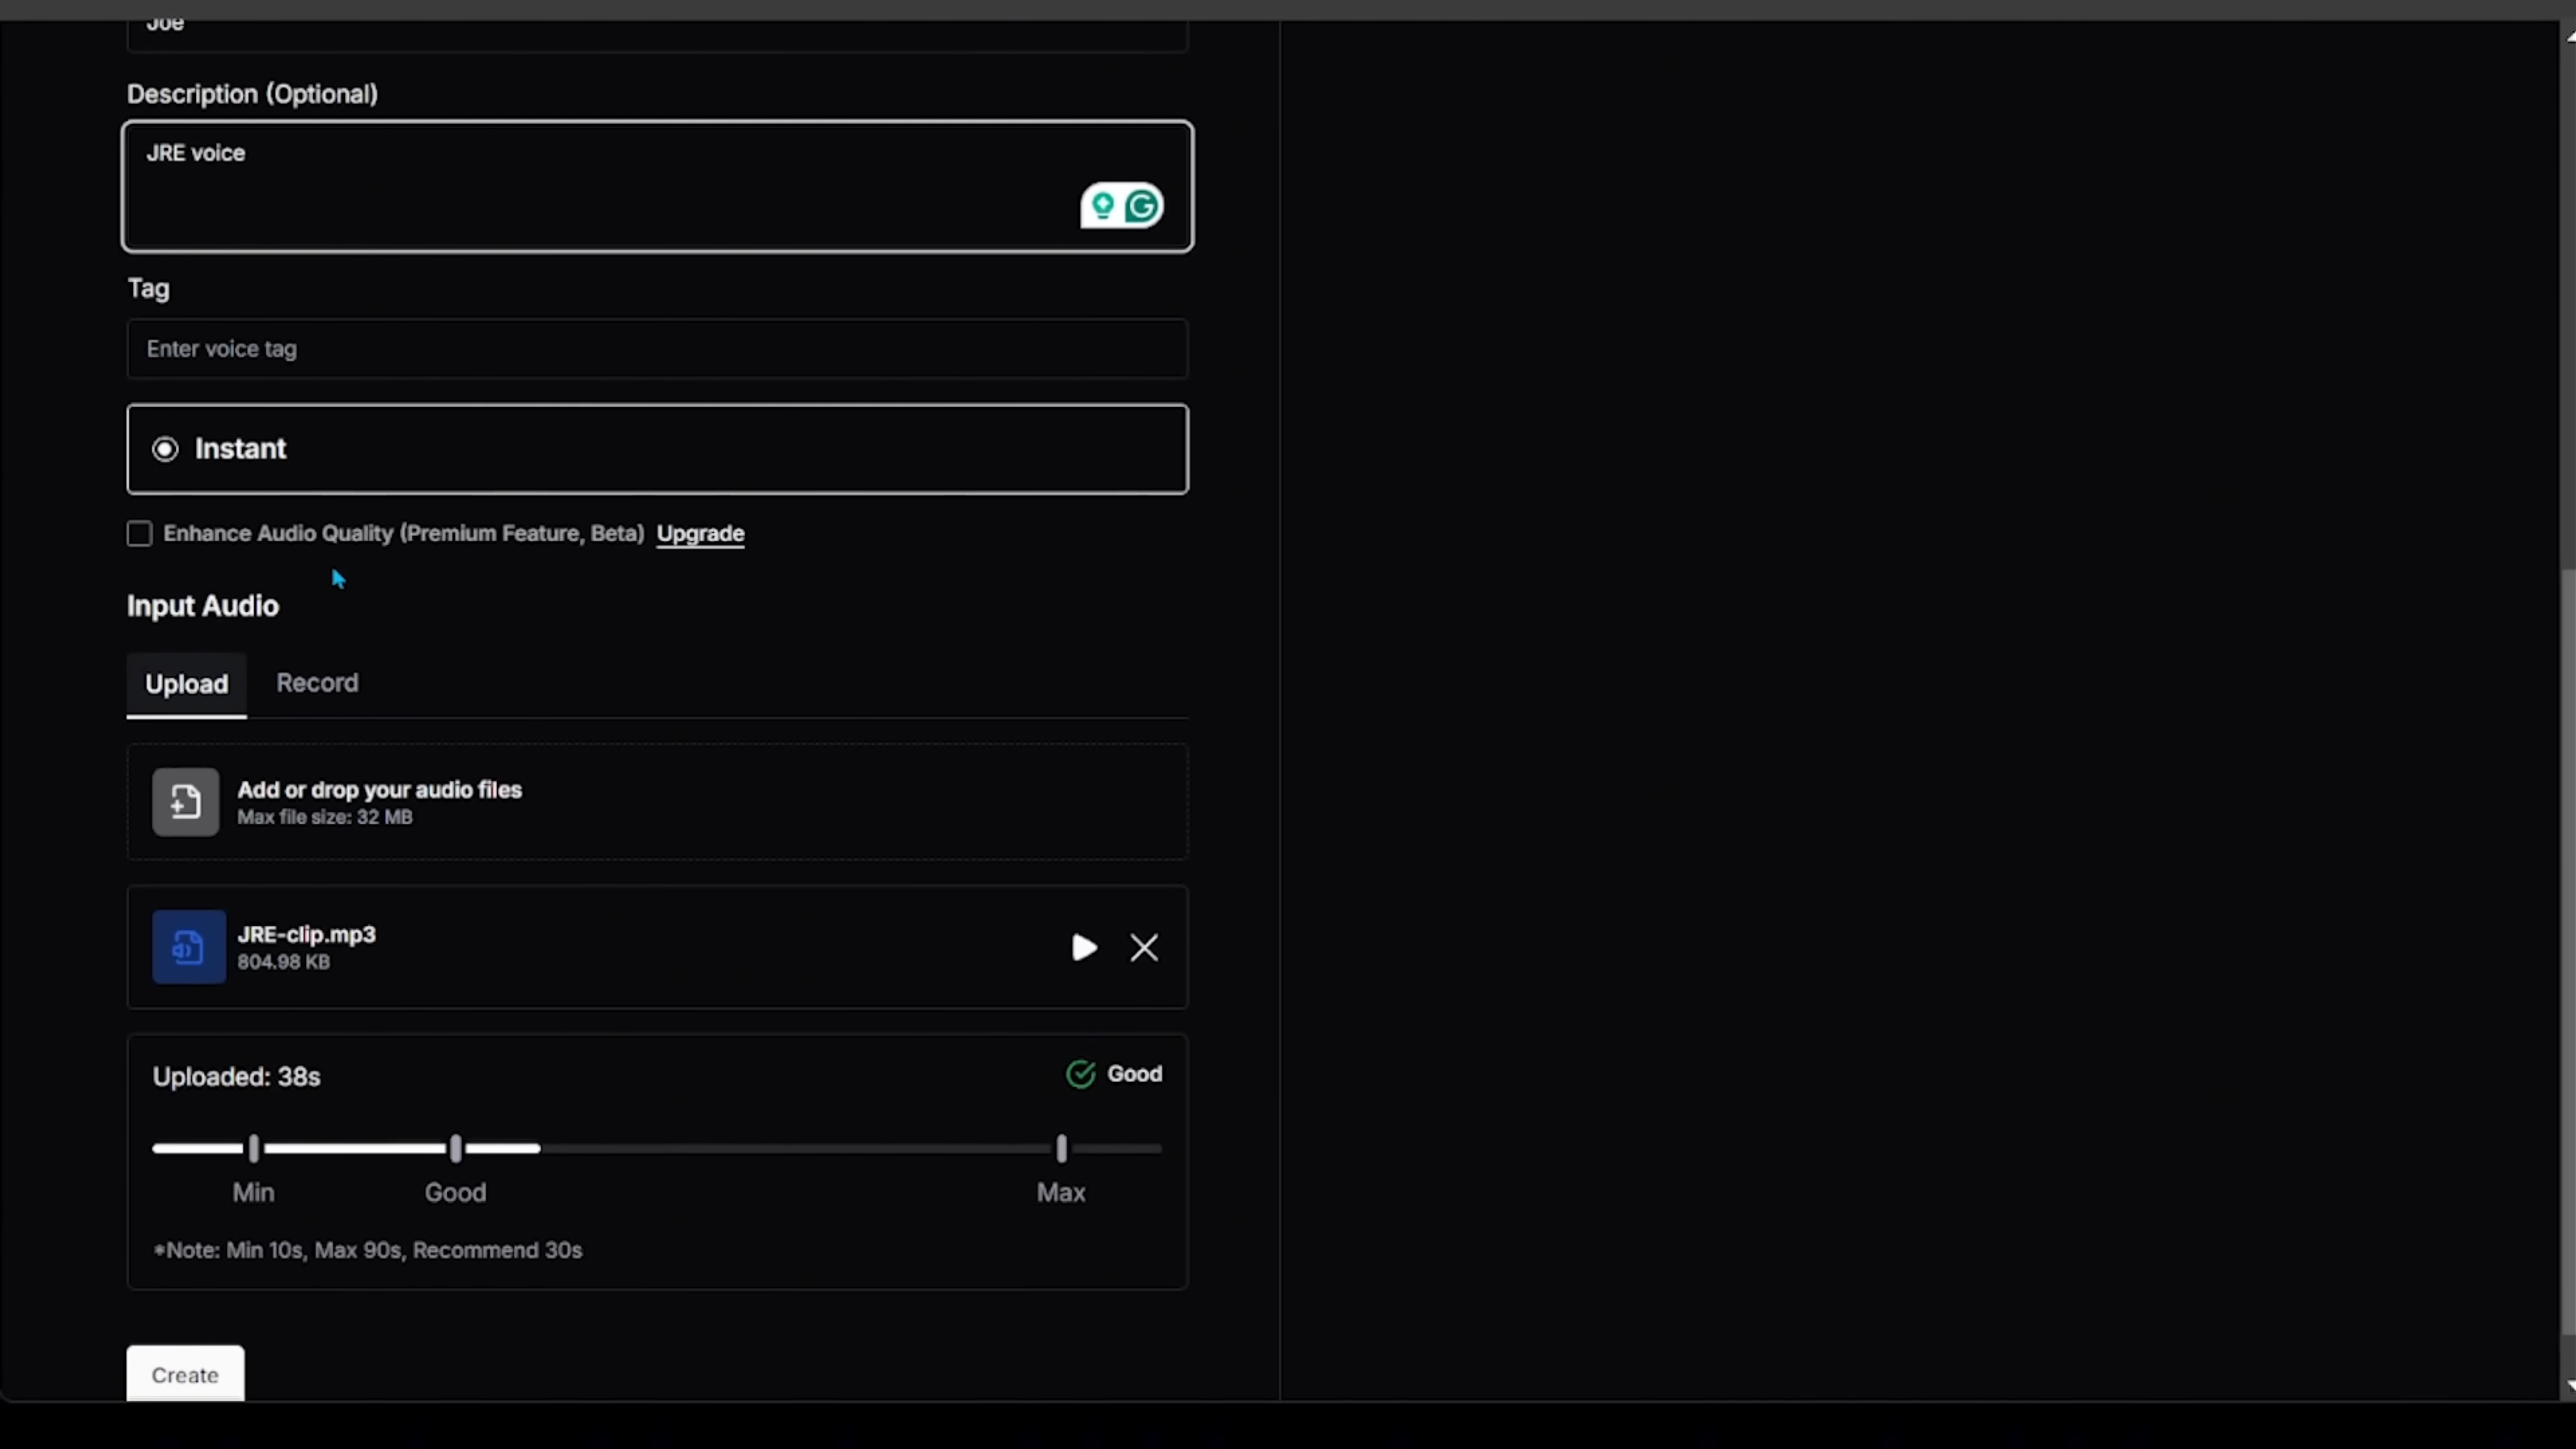 Joe
Description (Optional)
JRE voice
Tag
Enter voice tag
Instant
Enhance Audio Quality (Premium Feature, Beta) Upgrade
Input Audio
Upload Record
Add or drop your audio files
Max file size: 32 MB
JRE-clip.mp3
804.98 KB
Uploaded: 38s Good
Min Good Max
*Note: Min 10s, Max 90s, Recommend 30s
Create